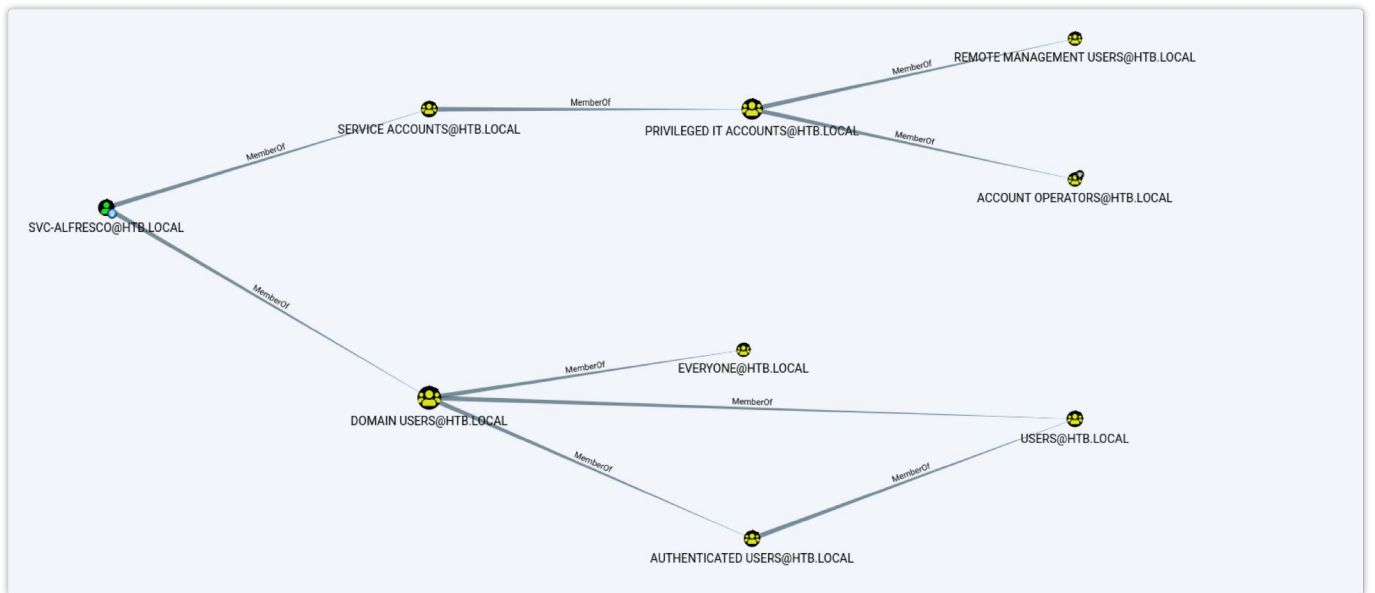 REMOTE MANAGEMENT USERS@HTB.LOCAL
MemberOf
MemberOf
SERVICE ACCOUNTS@HTB.LOCAL
PRIVILEGED IT ACCOUNTS@HTB.LOCAL
MemberOf
MemberOf
ACCOUNT OPERATORS@HTB.LOCAL
SVC-ALFRESCO@HTB.LOCAL
MemberOf
EVERYONE@HTB.LOCAL
MemberOf
MemberOf
DOMAIN USERS@HTB.LOCAL
USERS@HTB.LOCAL
MemberOf
MemberOf
AUTHENTICATED USERS@HTB.LOCAL